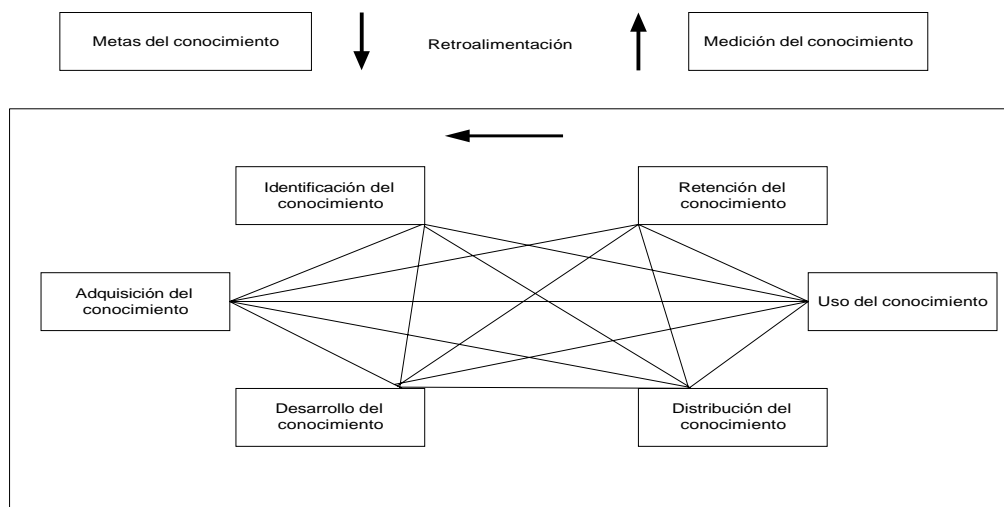 Metas del conocimiento
Retroalimentación
Medición del conocimiento
Identificación del
conocimiento
Retención del
conocimiento
Adquisición del
conocimiento
Uso del conocimiento
Desarrollo del
conocimiento
Distribución del
conocimiento